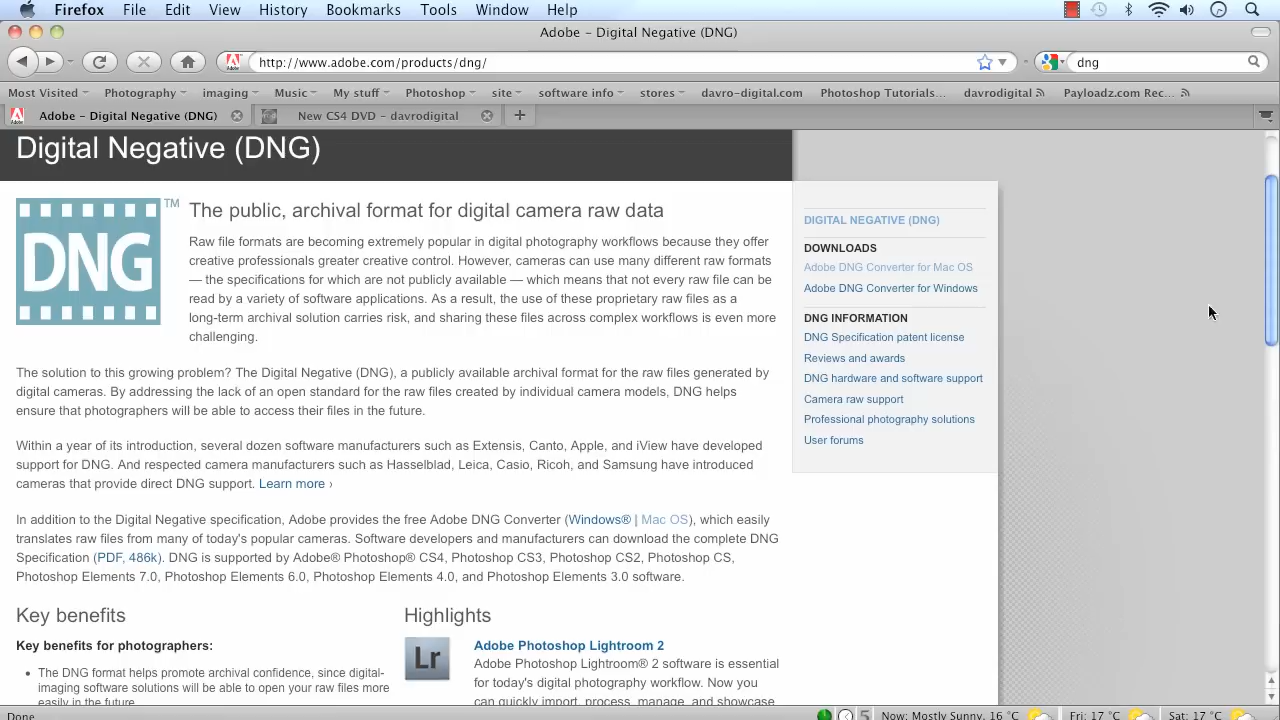 Firefox File Edit View History Bookmarks Tools Window Help
Adobe - Digital Negative (DNG)
http://www.adobe.com/products/dng/
dng
Most Visited Photography imaging Music My stuff Photoshop site software info stores davro-digital.com Photoshop Tutorials... davrodigital Payloadz.com Rec...
Adobe - Digital Negative (DNG) New CS4 DVD - davrodigital
Digital Negative (DNG)
DNG TM
The public, archival format for digital camera raw data
Raw file formats are becoming extremely popular in digital photography workflows because they offer
creative professionals greater creative control. However, cameras can use many different raw formats
— the specifications for which are not publicly available — which means that not every raw file can be
read by a variety of software applications. As a result, the use of these proprietary raw files as a
long-term archival solution carries risk, and sharing these files across complex workflows is even more
challenging.
The solution to this growing problem? The Digital Negative (DNG), a publicly available archival format for the raw files generated by
digital cameras. By addressing the lack of an open standard for the raw files created by individual camera models, DNG helps
ensure that photographers will be able to access their files in the future.
Within a year of its introduction, several dozen software manufacturers such as Extensis, Canto, Apple, and iView have developed
support for DNG. And respected camera manufacturers such as Hasselblad, Leica, Casio, Ricoh, and Samsung have introduced
cameras that provide direct DNG support. Learn more ›
In addition to the Digital Negative specification, Adobe provides the free Adobe DNG Converter (Windows® | Mac OS), which easily
translates raw files from many of today's popular cameras. Software developers and manufacturers can download the complete DNG
Specification (PDF, 486k). DNG is supported by Adobe® Photoshop® CS4, Photoshop CS3, Photoshop CS2, Photoshop CS,
Photoshop Elements 7.0, Photoshop Elements 6.0, Photoshop Elements 4.0, and Photoshop Elements 3.0 software.
Key benefits
Key benefits for photographers:
• The DNG format helps promote archival confidence, since digital-
imaging software solutions will be able to open your raw files more
easily in the future.
Highlights
Lr
Adobe Photoshop Lightroom 2
Adobe Photoshop Lightroom® 2 software is essential
for today's digital photography workflow. Now you
can quickly import, process, manage, and showcase
DIGITAL NEGATIVE (DNG)
DOWNLOADS
Adobe DNG Converter for Mac OS
Adobe DNG Converter for Windows
DNG INFORMATION
DNG Specification patent license
Reviews and awards
DNG hardware and software support
Camera raw support
Professional photography solutions
User forums
Done
5 Now: Mostly Sunny, 16 °C Fri: 17 °C Sat: 17 °C